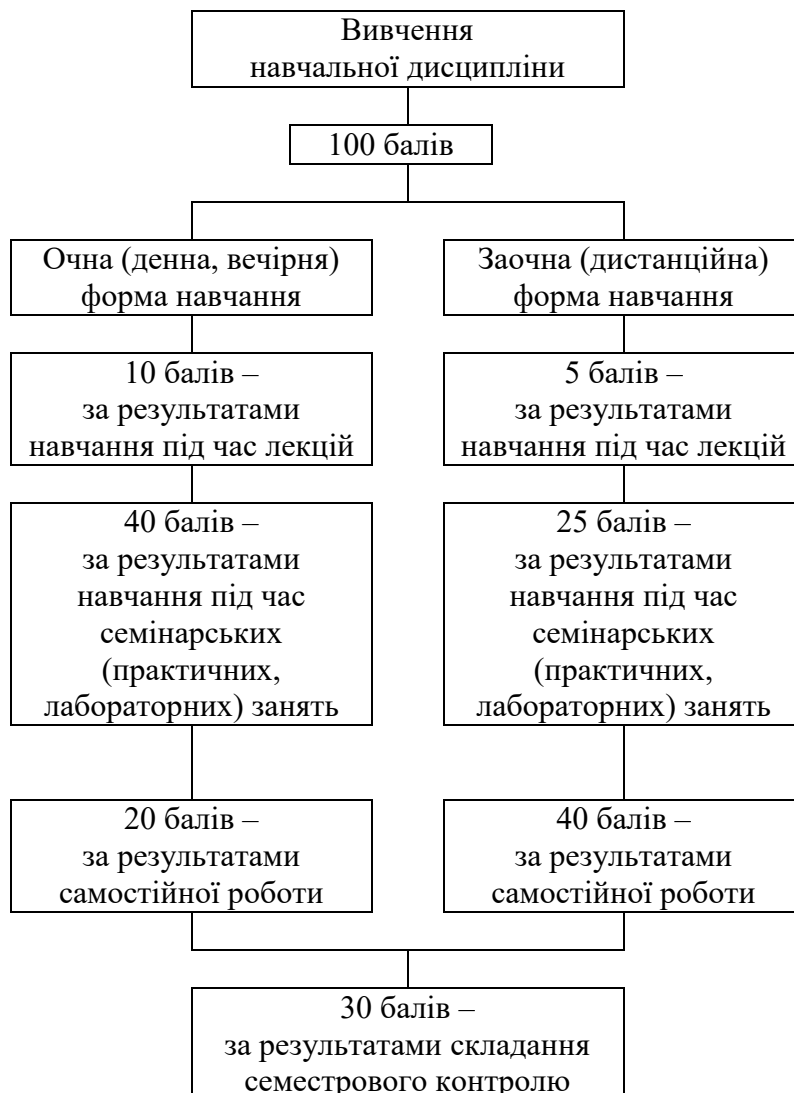 Вивчення
навчальної дисципліни
100 балів
Очна (денна, вечірня)
форма навчання
Заочна (дистанційна)
форма навчання
10 балів –
за результатами
навчання під час лекцій
5 балів –
за результатами
навчання під час лекцій
40 балів –
за результатами
навчання під час
семінарських
(практичних,
лабораторних) занять
25 балів –
за результатами
навчання під час
семінарських
(практичних,
лабораторних) занять
20 балів –
за результатами
самостійної роботи
40 балів –
за результатами
самостійної роботи
30 балів –
за результатами складання
семестрового контролю